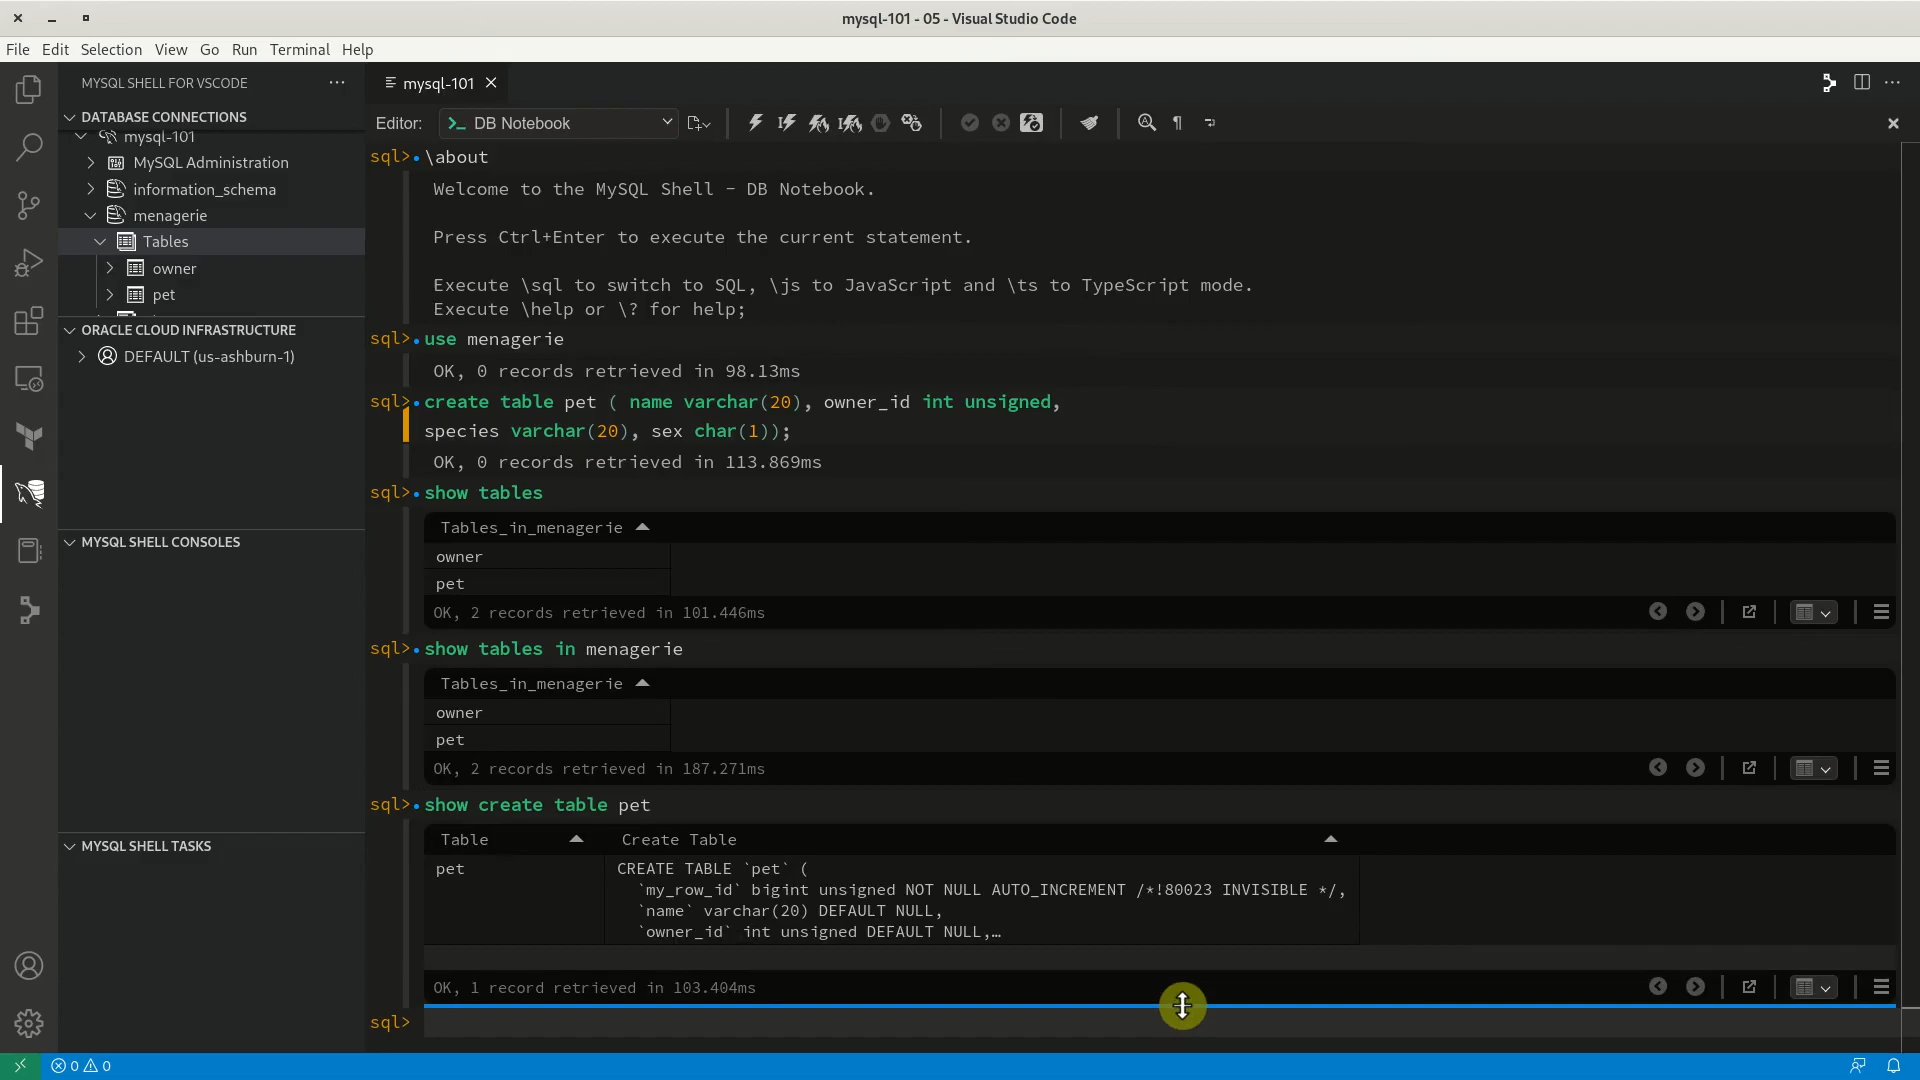 mysql-101 - 05 - Visual Studio Code
File Edit Selection View Go Run Terminal Help
MYSQL SHELL FOR VSCODE
DATABASE CONNECTIONS
mysql-101
MySQL Administration
information_schema
menagerie
Tables
owner
pet
ORACLE CLOUD INFRASTRUCTURE
DEFAULT (us-ashburn-1)
MYSQL SHELL CONSOLES
MYSQL SHELL TASKS
mysql-101
Editor: DB Notebook
sql> \about
Welcome to the MySQL Shell - DB Notebook.
Press Ctrl+Enter to execute the current statement.
Execute \sql to switch to SQL, \js to JavaScript and \ts to TypeScript mode.
Execute \help or \? for help;
sql> use menagerie
OK, 0 records retrieved in 98.13ms
sql> create table pet ( name varchar(20), owner_id int unsigned,
species varchar(20), sex char(1));
OK, 0 records retrieved in 113.869ms
sql> show tables
Tables_in_menagerie
owner
pet
OK, 2 records retrieved in 101.446ms
sql> show tables in menagerie
Tables_in_menagerie
owner
pet
OK, 2 records retrieved in 187.271ms
sql> show create table pet
Table Create Table
pet CREATE TABLE `pet` (
`my_row_id` bigint unsigned NOT NULL AUTO_INCREMENT /*!80023 INVISIBLE */,
`name` varchar(20) DEFAULT NULL,
`owner_id` int unsigned DEFAULT NULL,…
OK, 1 record retrieved in 103.404ms
sql>
0 0